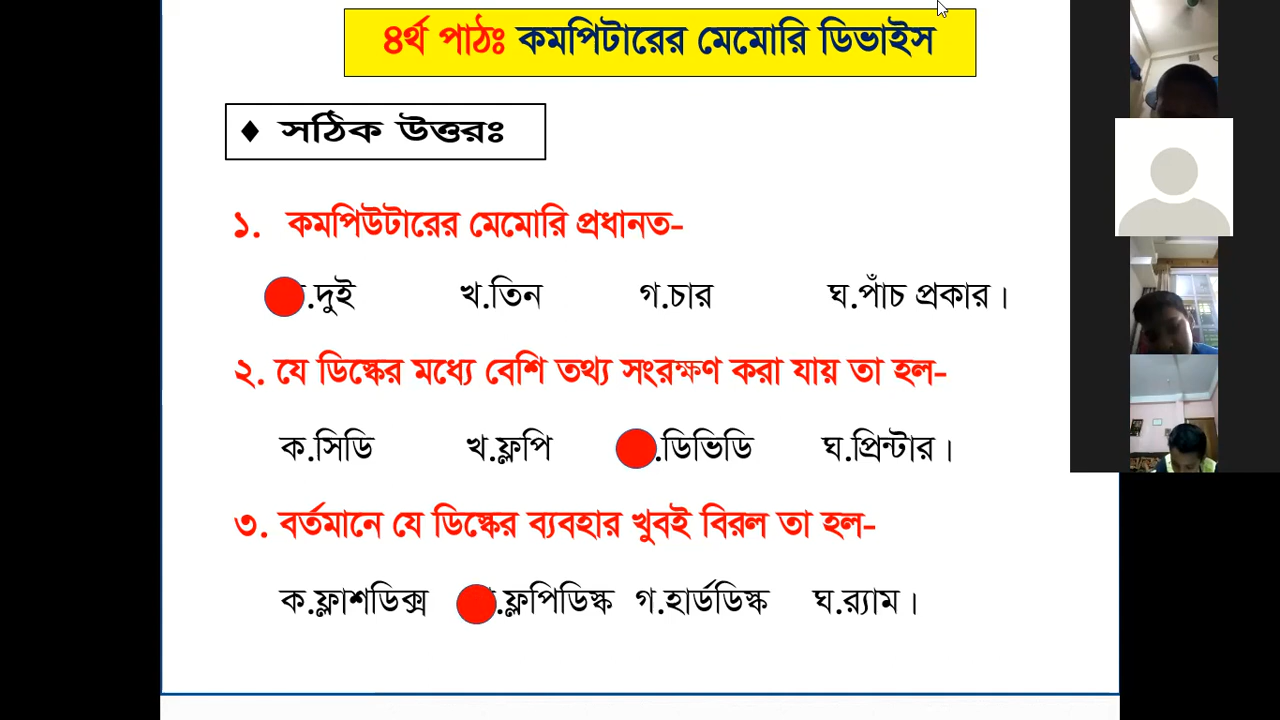 ৪র্থ পাঠঃ কমপিটারের মেমোরি ডিভাইস
♦ সঠিক উত্তরঃ
১. কমপিউটারের মেমোরি প্রধানত-
.দুই খ.তিন গ.চার ঘ.পাঁচ প্রকার।
২. যে ডিস্কের মধ্যে বেশি তথ্য সংরক্ষণ করা যায় তা হল-
ক.সিডি খ.ফ্লপি .ডিভিডি ঘ.প্রিন্টার।
৩. বর্তমানে যে ডিস্কের ব্যবহার খুবই বিরল তা হল-
ক.ফ্লাশডিক্স .ফ্লপিডিস্ক গ.হার্ডডিস্ক ঘ.র‍্যাম।